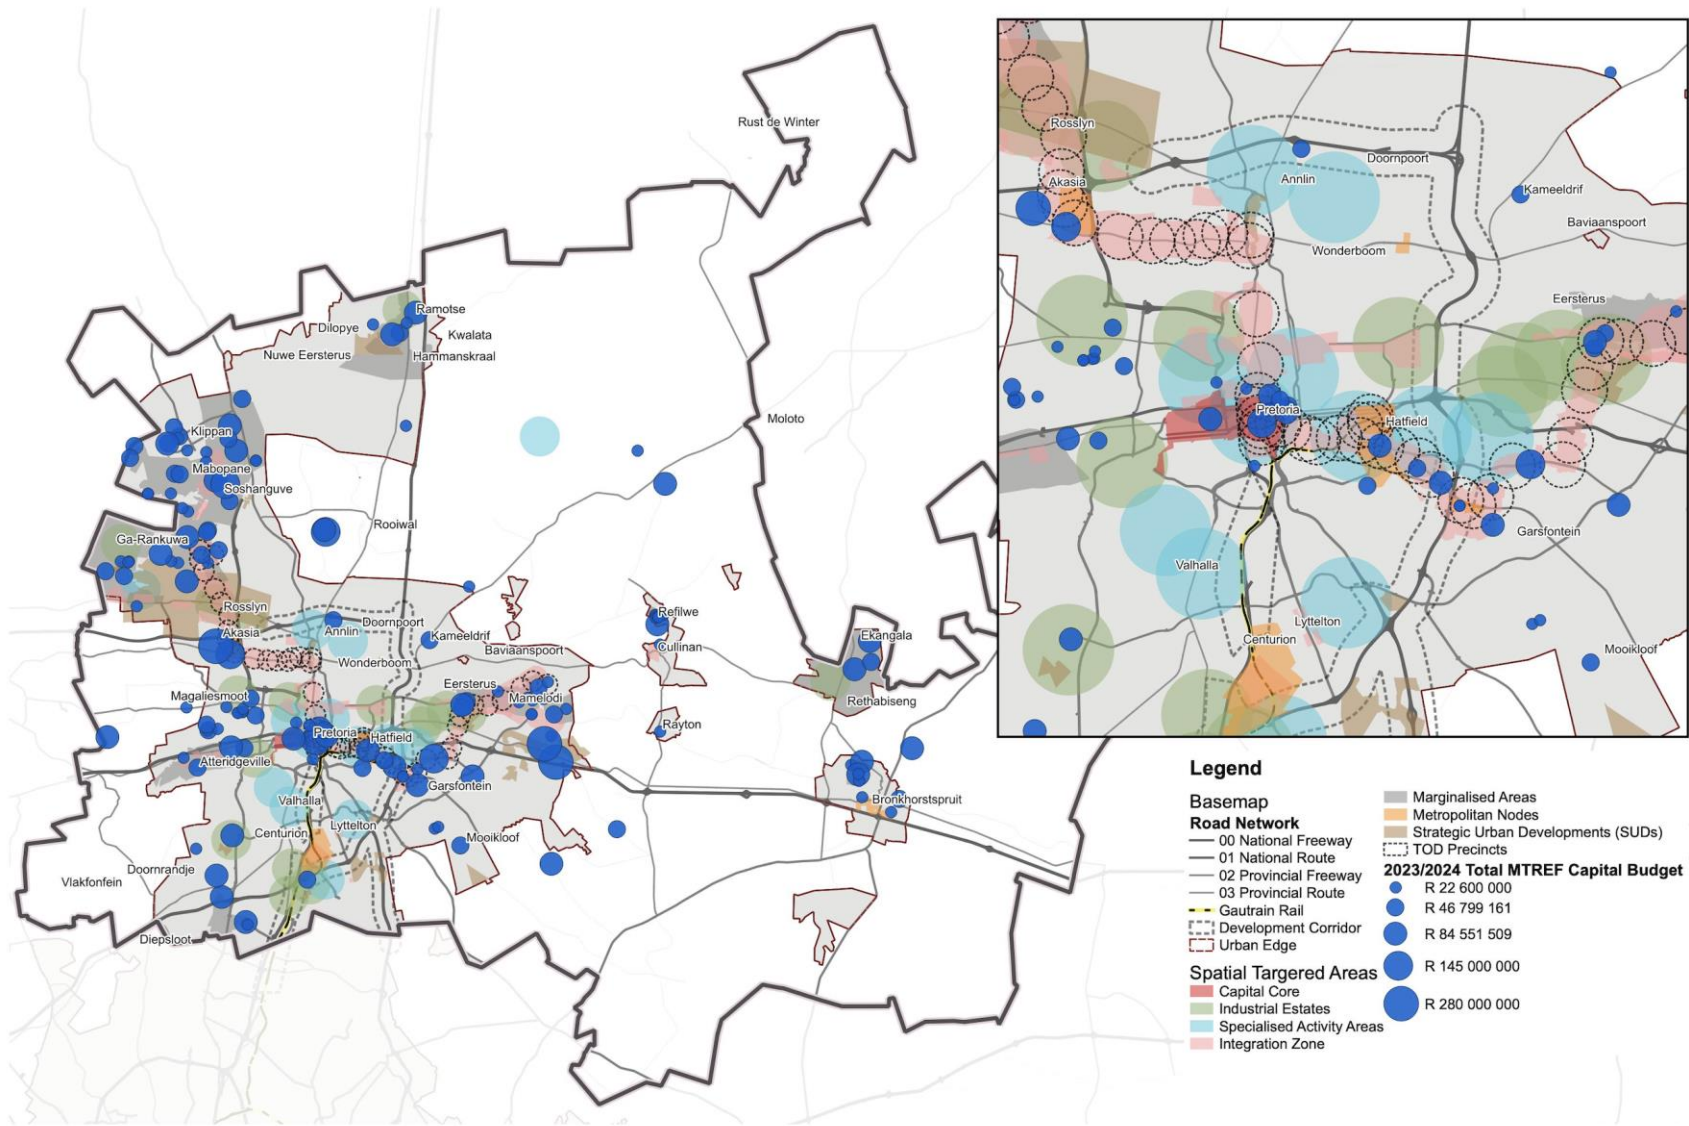 Rust de Winter
Ramotse
Dilopye
Kwalata
Nuwe Eersterus
Hammanskraal
Moloto
Klippan
Mabopane
Soshanguve
Rooiwal
Ga-Rankuwa
Rosslyn
Refilwe
Akasia
Annlin
Doornpoort
Kameeldrif
Ekangala
Wonderboom
Baviaanspoort
Cullinan
Eersterus
Magaliesmoot
Mamelodi
Rethabiseng
Rayton
Pretoria
Hatfield
Atteridgeville
Garsfontein
Valhalla
Bronkhorstspruit
Centurion
Lyttelton
Mooikloof
Doornrandje
Vlakfonfein
Diepsloot
Rosslyn
Doornpoort
Akasia
Annlin
Kameeldrif
Baviaanspoort
Wonderboom
Eersterus
Pretoria
Hatfield
Garsfontein
Valhalla
Lyttelton
Centurion
Mooikloof
Legend
Basemap
Road Network
00 National Freeway
01 National Route
02 Provincial Freeway
03 Provincial Route
Gautrain Rail
Development Corridor
Urban Edge
Spatial Targered Areas
Capital Core
Industrial Estates
Specialised Activity Areas
Integration Zone
Marginalised Areas
Metropolitan Nodes
Strategic Urban Developments (SUDs)
TOD Precincts
2023/2024 Total MTREF Capital Budget
R 22 600 000
R 46 799 161
R 84 551 509
R 145 000 000
R 280 000 000